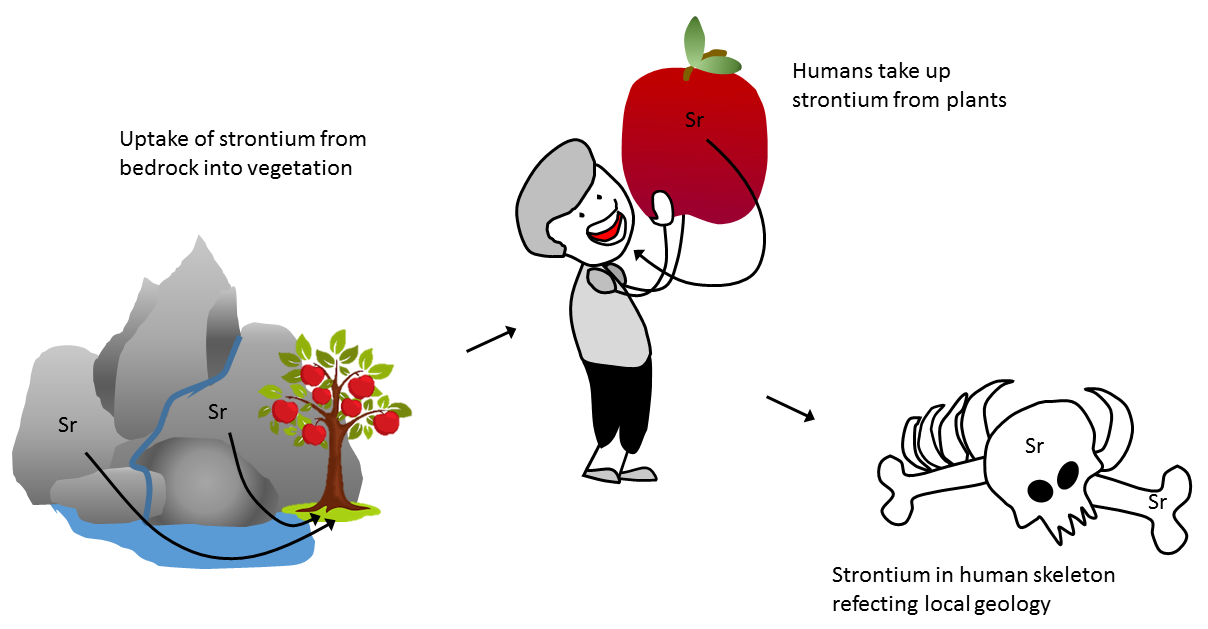 Uptake of strontium from
bedrock into vegetation
Sr
Sr
Humans take up
strontium from plants
Sr
Sr
Sr
Strontium in human skeleton
refecting local geology